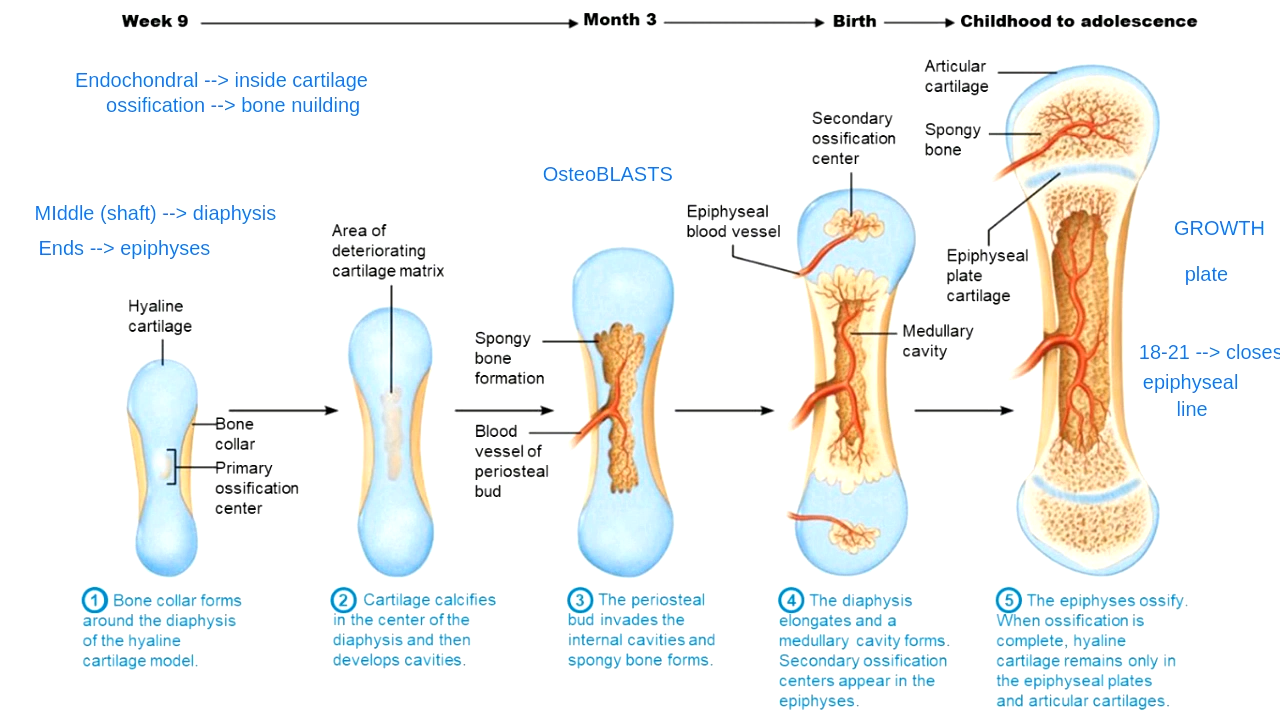 Week 9
Month 3
Birth
Childhood to adolescence
Endochondral --> inside cartilage
ossification --> bone nuilding
MIddle (shaft) --> diaphysis
Ends --> epiphyses
OsteoBLASTS
GROWTH
plate
18-21 --> closes
epiphyseal
line
Hyaline
cartilage
Bone
collar
Primary
ossification
center
Area of
deteriorating
cartilage matrix
Spongy
bone
formation
Blood
vessel of
periosteal
bud
Epiphyseal
blood vessel
Secondary
ossification
center
Medullary
cavity
Articular
cartilage
Spongy
bone
Epiphyseal
plate
cartilage
1 Bone collar forms
around the diaphysis
of the hyaline
cartilage model.
2 Cartilage calcifies
in the center of the
diaphysis and then
develops cavities.
3 The periosteal
bud invades the
internal cavities and
spongy bone forms.
4 The diaphysis
elongates and a
medullary cavity forms.
Secondary ossification
centers appear in the
epiphyses.
5 The epiphyses ossify.
When ossification is
complete, hyaline
cartilage remains only in
the epiphyseal plates
and articular cartilages.